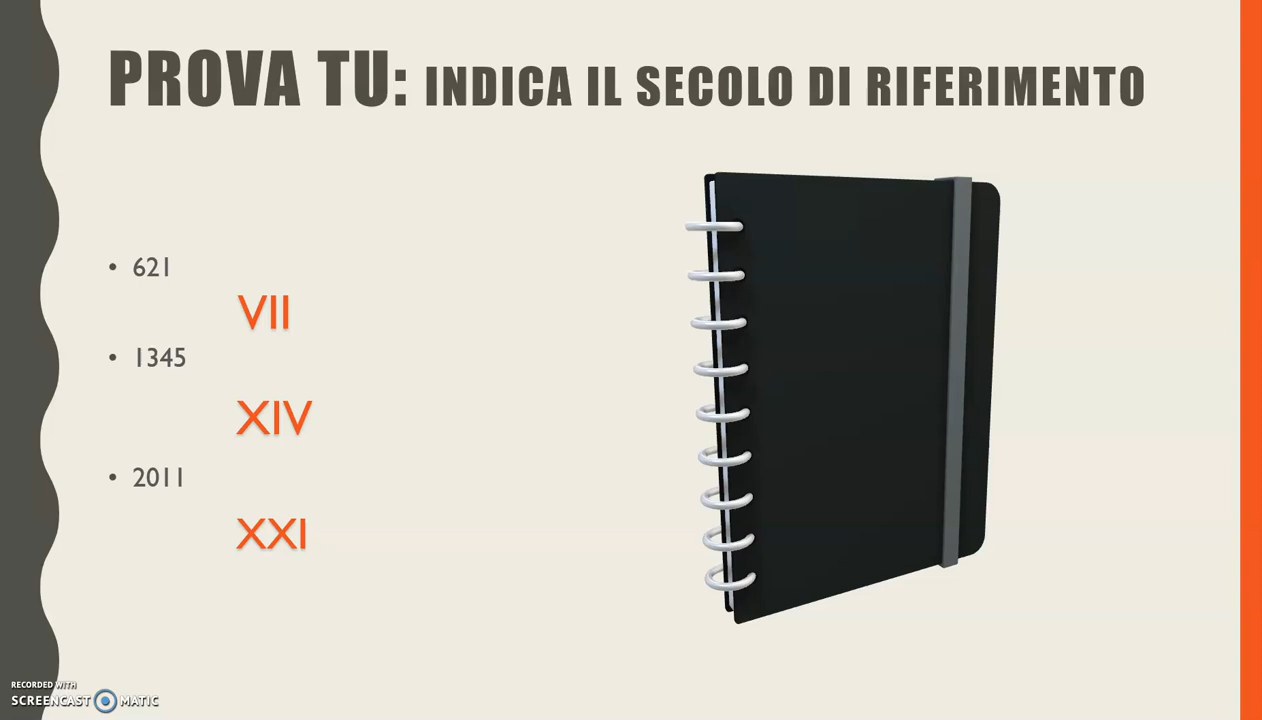 PROVA TU: INDICA IL SECOLO DI RIFERIMENTO
• 621
VII
• 1345
XIV
• 2011
XXI
RECORDED WITH
SCREENCAST MATIC